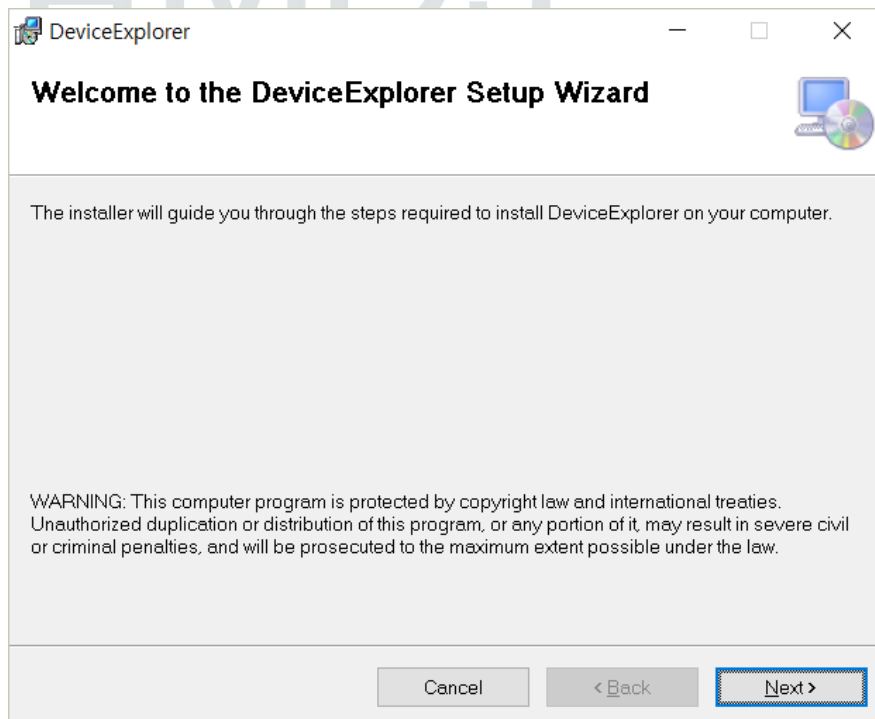 DeviceExplorer
Welcome to the DeviceExplorer Setup Wizard
The installer will guide you through the steps required to install DeviceExplorer on your computer.
WARNING: This computer program is protected by copyright law and international treaties.
Unauthorized duplication or distribution of this program, or any portion of it, may result in severe civil
or criminal penalties, and will be prosecuted to the maximum extent possible under the law.
Cancel
< Back
Next >